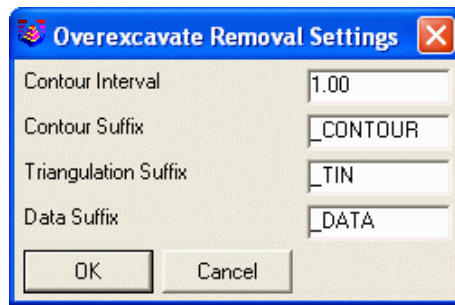 Overexcavate Removal Settings
Contour Interval 1.00
Contour Suffix _CONTOUR
Triangulation Suffix _TIN
Data Suffix _DATA
OK Cancel